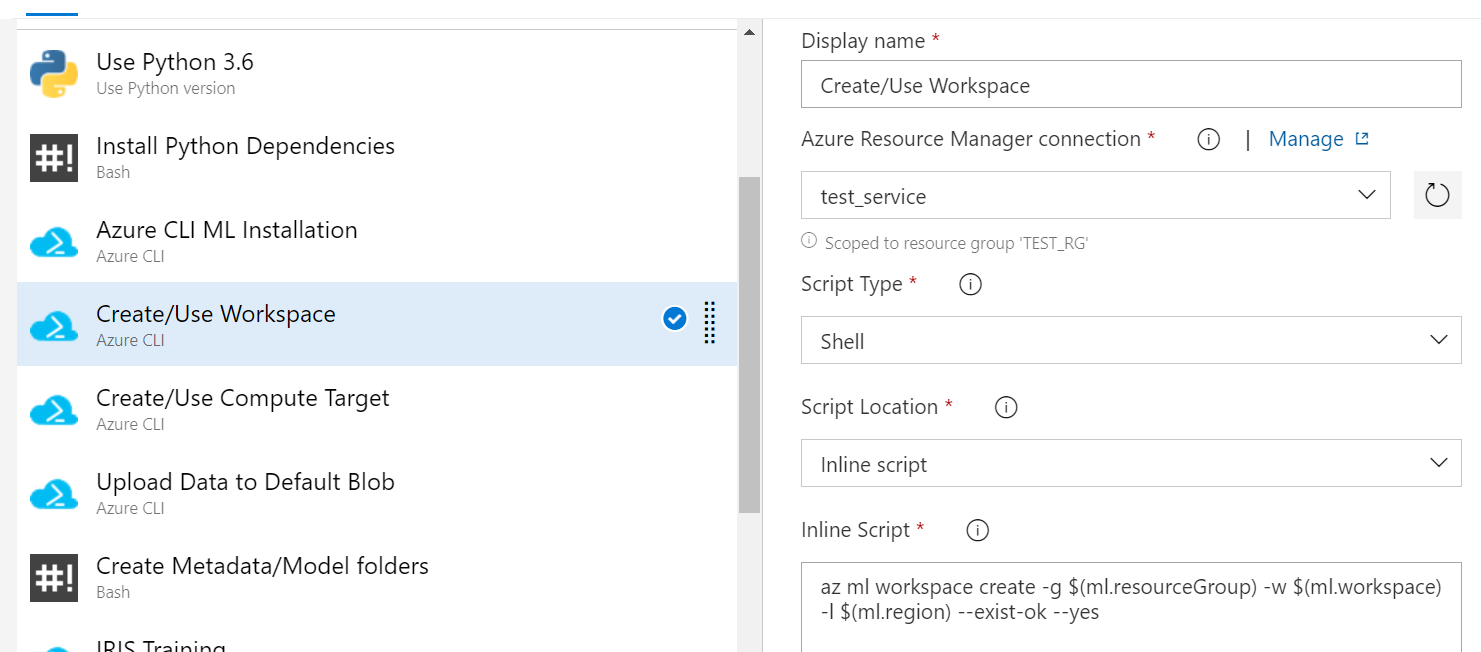 Use Python 3.6
Use Python version
Install Python Dependencies
Bash
Azure CLI ML Installation
Azure CLI
Create/Use Workspace
Azure CLI
Create/Use Compute Target
Azure CLI
Upload Data to Default Blob
Azure CLI
Create Metadata/Model folders
Bash
IRIS Training
Display name *
Create/Use Workspace
Azure Resource Manager connection * | Manage
test_service
Scoped to resource group 'TEST_RG'
Script Type *
Shell
Script Location *
Inline script
Inline Script *
az ml workspace create -g $(ml.resourceGroup) -w $(ml.workspace)
-l $(ml.region) --exist-ok --yes